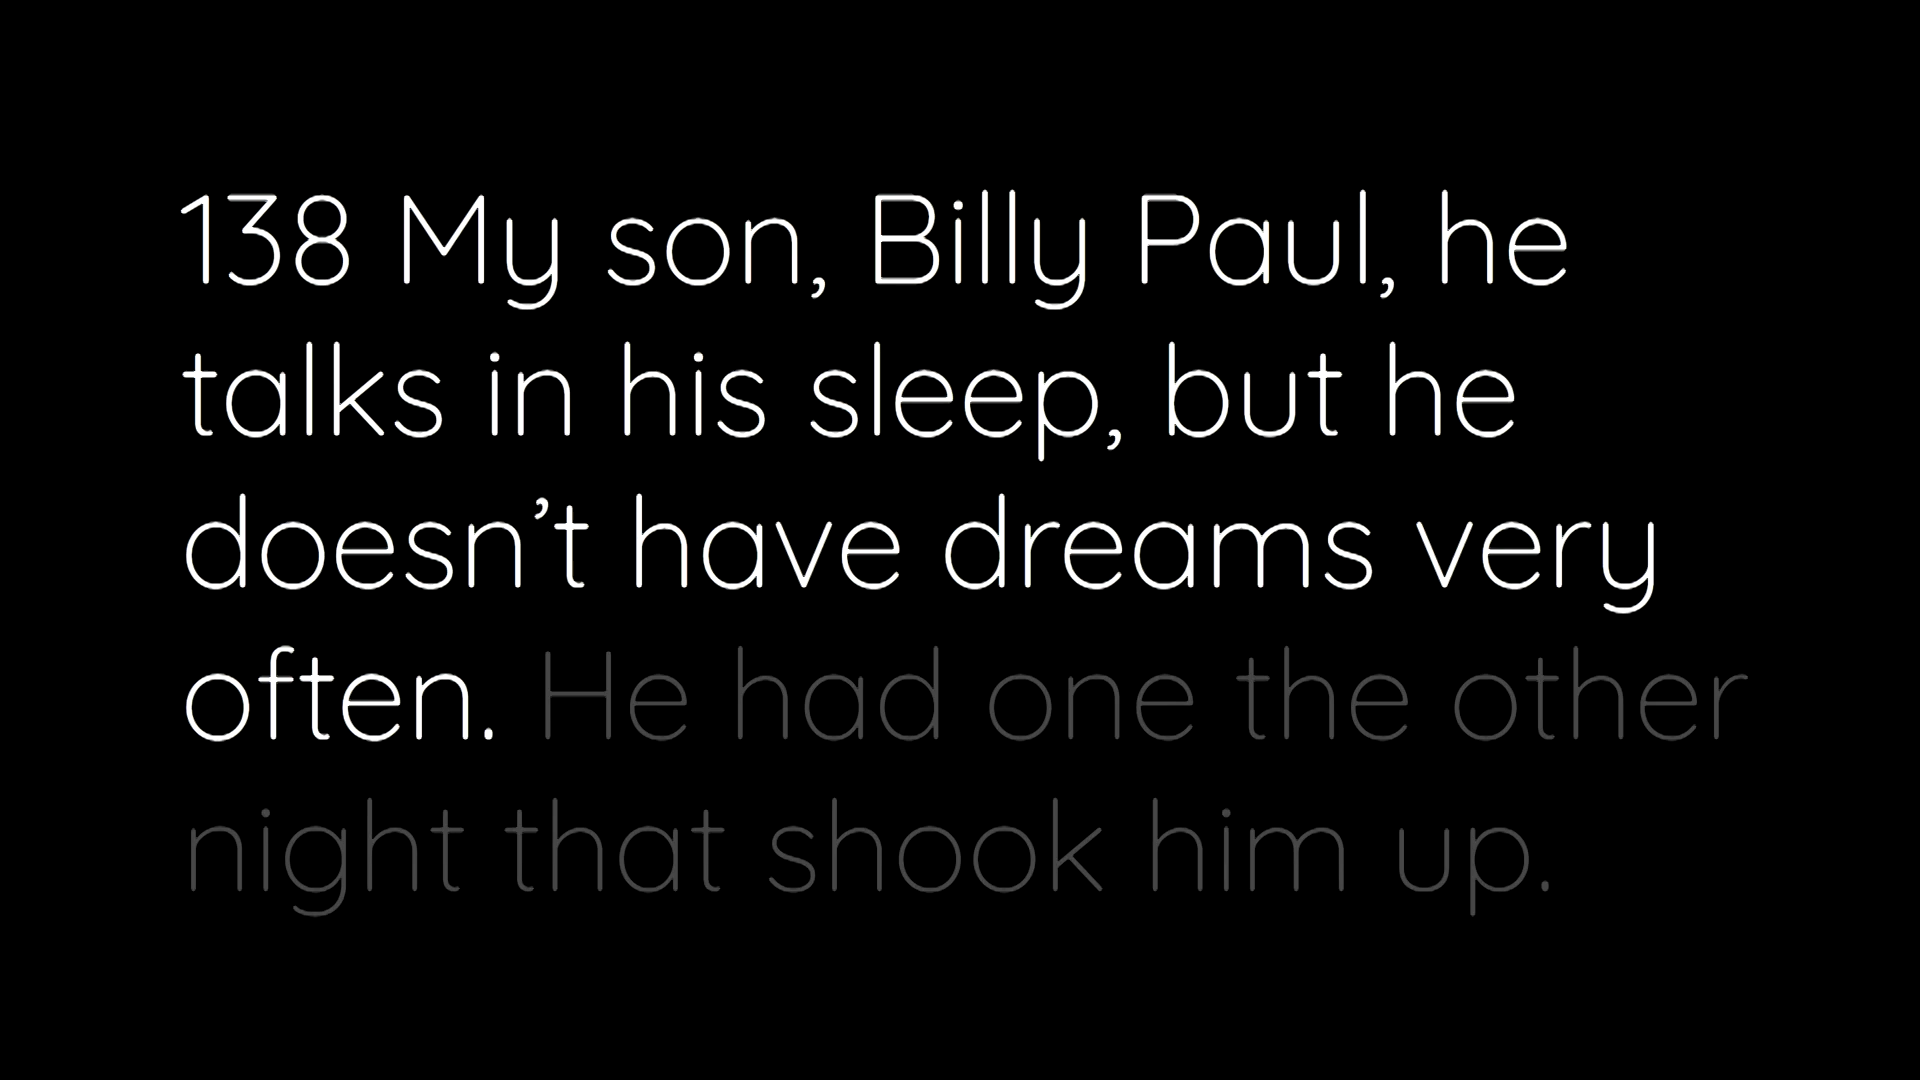 138 My son, Billy Paul, he
talks in his sleep, but he
doesn’t have dreams very
often. He had one the other
night that shook him up.